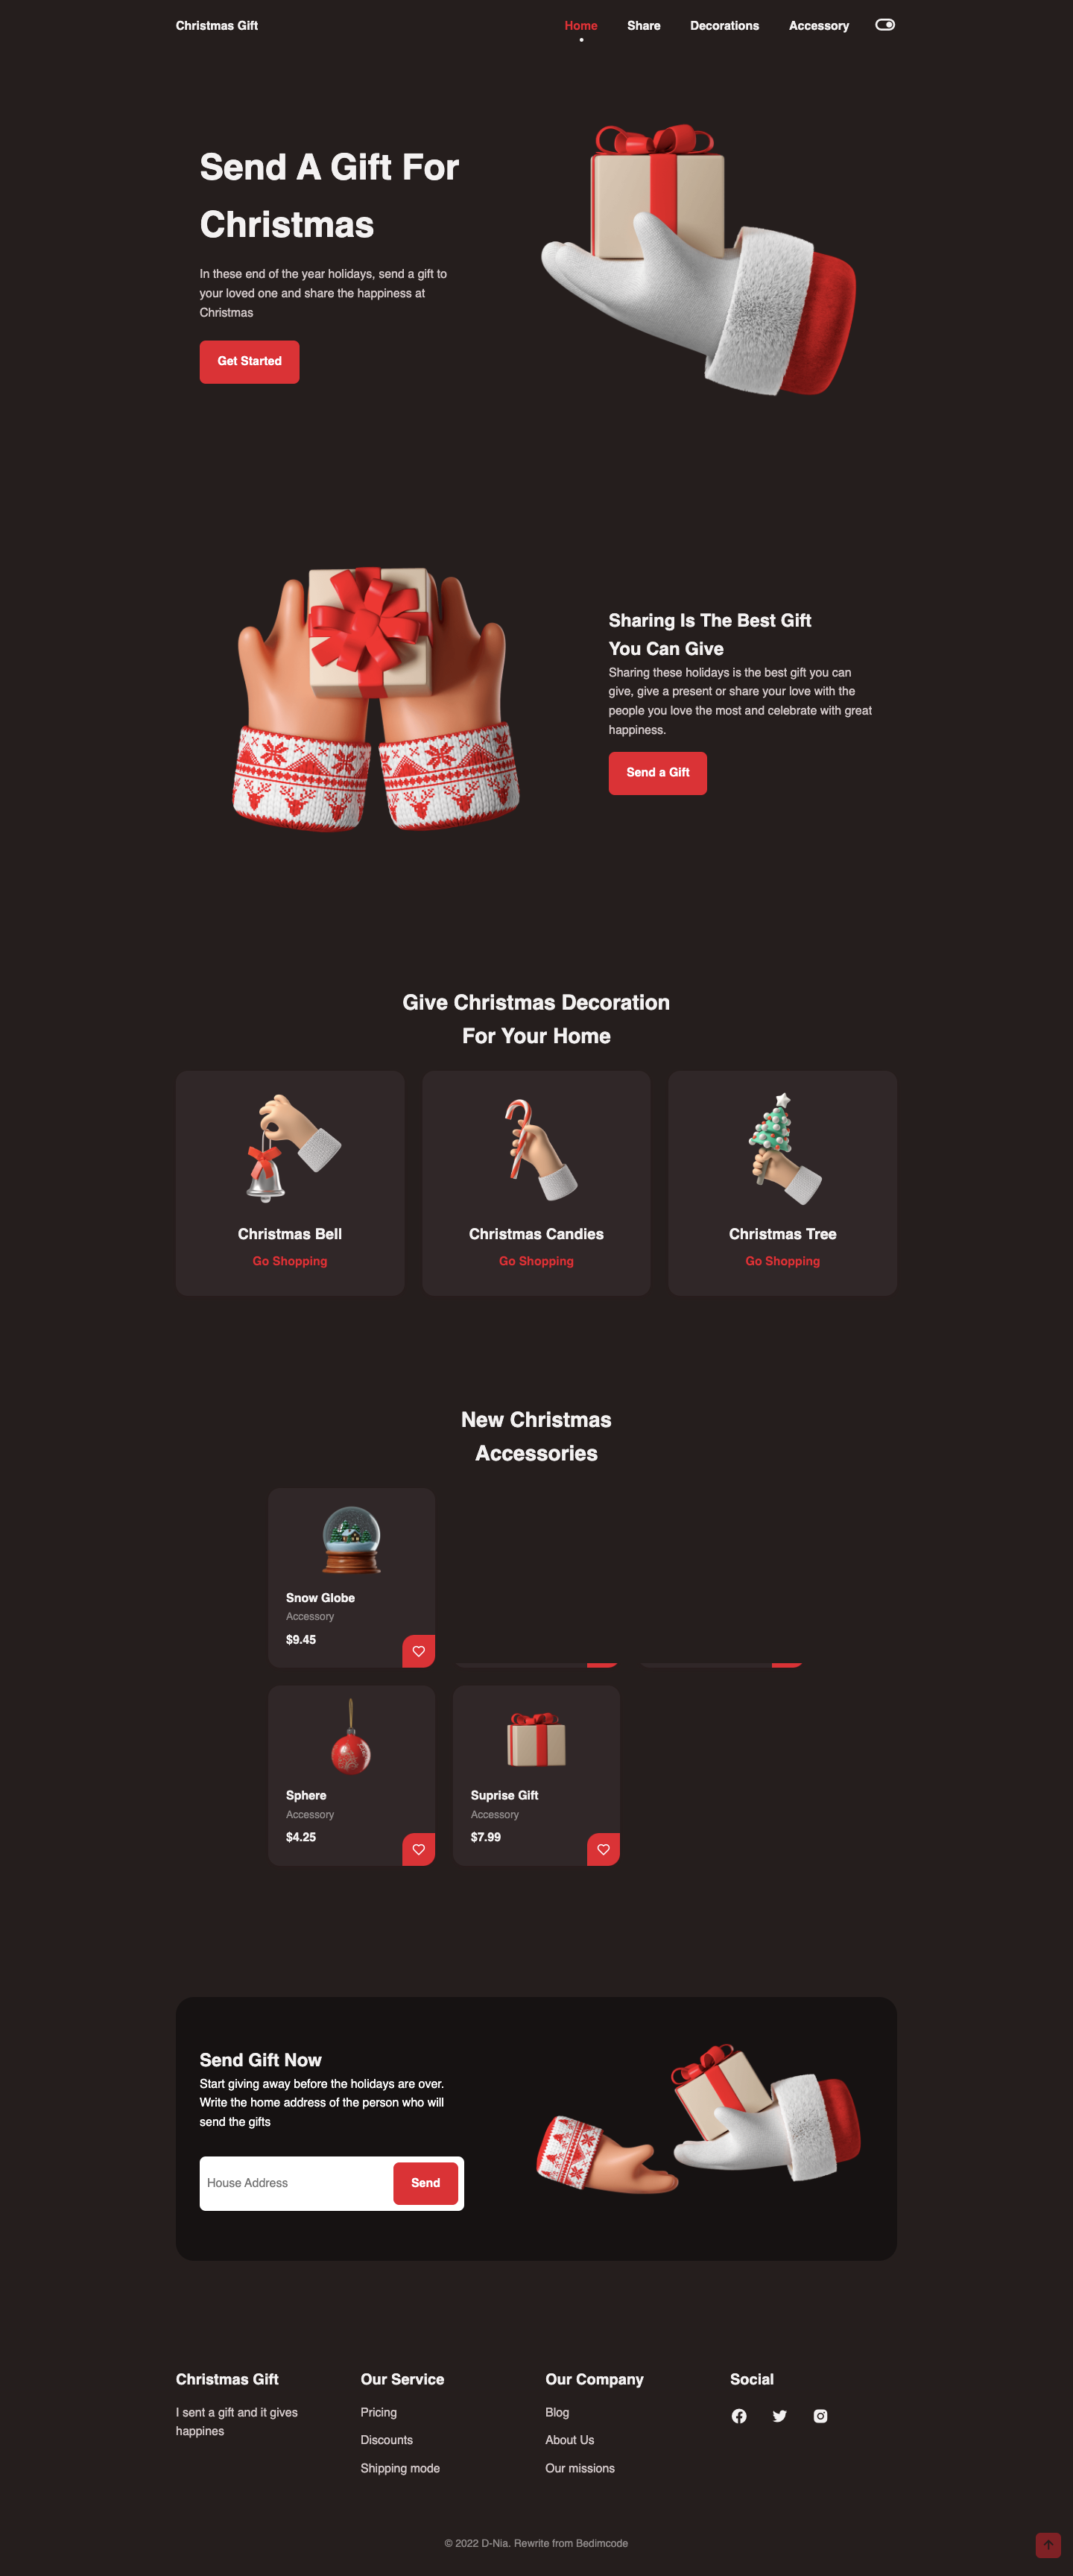 Christmas Gift
Home
Share
Decorations
Accessory
Send A Gift For
Christmas
In these end of the year holidays, send a gift to
your loved one and share the happiness at
Christmas
Get Started
Sharing Is The Best Gift
You Can Give
Sharing these holidays is the best gift you can
give, give a present or share your love with the
people you love the most and celebrate with great
happiness.
Send a Gift
Give Christmas Decoration
For Your Home
Christmas Bell
Go Shopping
Christmas Candies
Go Shopping
Christmas Tree
Go Shopping
New Christmas
Accessories
Snow Globe
Accessory
$9.45
Sphere
Accessory
$4.25
Suprise Gift
Accessory
$7.99
Send Gift Now
Start giving away before the holidays are over.
Write the home address of the person who will
send the gifts
House Address
Send
Christmas Gift
I sent a gift and it gives
happines
Our Service
Pricing
Discounts
Shipping mode
Our Company
Blog
About Us
Our missions
Social
© 2022 D-Nia. Rewrite from Bedimcode